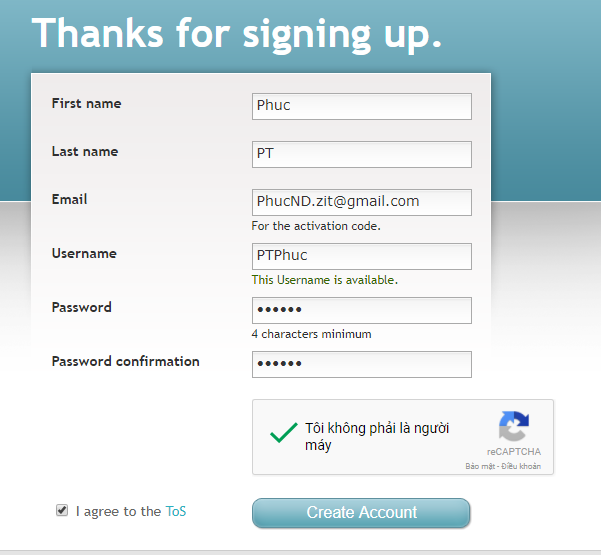 Thanks for signing up.
First name
Phuc
Last name
PT
Email
PhucND.zit@gmail.com
For the activation code.
Username
PTPhuc
This Username is available.
Password
••••••
4 characters minimum
Password confirmation
••••••
Tôi không phải là người
máy
reCAPTCHA
Bảo mật - Điều khoản
I agree to the ToS
Create Account